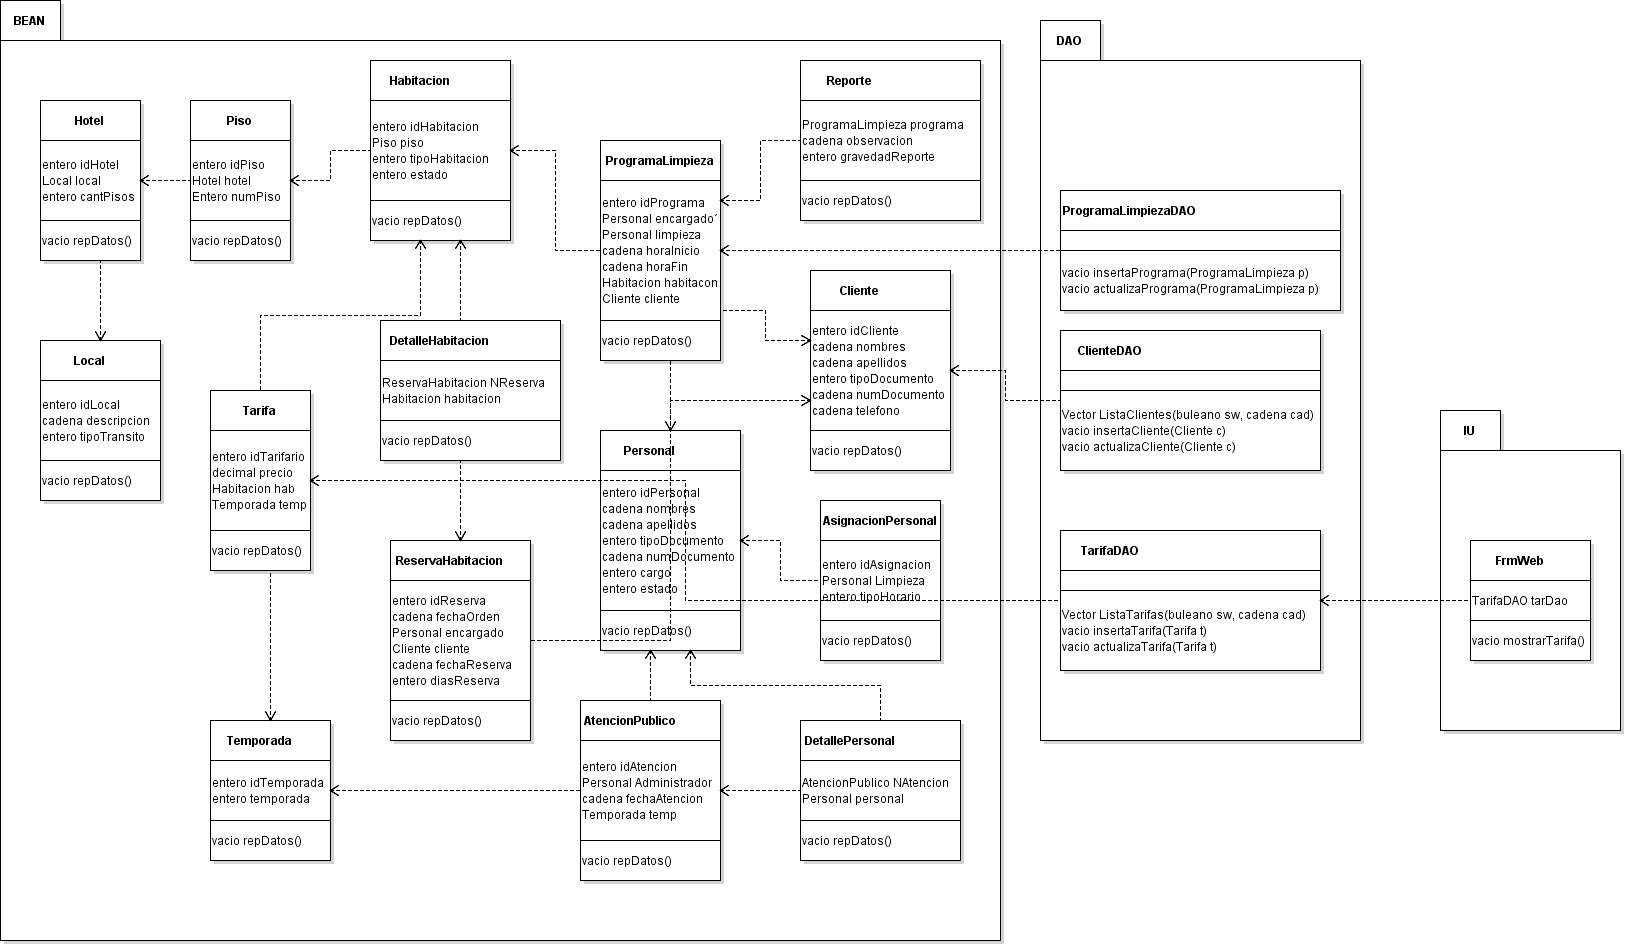 BEAN
Hotel
entero idHotel
Local local
entero cantPisos
vacio repDatos()
Piso
entero idPiso
Hotel hotel
Entero numPiso
vacio repDatos()
Habitacion
entero idHabitacion
Piso piso
entero tipoHabitacion
entero estado
vacio repDatos()
ProgramaLimpieza
entero idPrograma
Personal encargado´
Personal limpieza
cadena horaInicio
cadena horaFin
Habitacion habitacon
Cliente cliente
vacio repDatos()
Reporte
ProgramaLimpieza programa
cadena observacion
entero gravedadReporte
vacio repDatos()
Cliente
entero idCliente
cadena nombres
cadena apellidos
entero tipoDocumento
cadena numDocumento
cadena telefono
vacio repDatos()
Local
entero idLocal
cadena descripcion
entero tipoTransito
vacio repDatos()
DetalleHabitacion
ReservaHabitacion NReserva
Habitacion habitacion
vacio repDatos()
Tarifa
entero idTarifario
decimal precio
Habitacion hab
Temporada temp
vacio repDatos()
Personal
entero idPersonal
cadena nombres
cadena apellidos
entero tipoDocumento
cadena numDocumento
entero cargo
entero estado
vacio repDatos()
AsignacionPersonal
entero idAsignacion
Personal Limpieza
entero tipoHorario
vacio repDatos()
ReservaHabitacion
entero idReserva
cadena fechaOrden
Personal encargado
Cliente cliente
cadena fechaReserva
entero diasReserva
vacio repDatos()
Temporada
entero idTemporada
entero temporada
vacio repDatos()
AtencionPublico
entero idAtencion
Personal Administrador
cadena fechaAtencion
Temporada temp
vacio repDatos()
DetallePersonal
AtencionPublico NAtencion
Personal personal
vacio repDatos()
DAO
ProgramaLimpiezaDAO
vacio insertaPrograma(ProgramaLimpieza p)
vacio actualizaPrograma(ProgramaLimpieza p)
ClienteDAO
Vector ListaClientes(buleano sw, cadena cad)
vacio insertaCliente(Cliente c)
vacio actualizaCliente(Cliente c)
TarifaDAO
Vector ListaTarifas(buleano sw, cadena cad)
vacio insertaTarifa(Tarifa t)
vacio actualizaTarifa(Tarifa t)
IU
FrmWeb
TarifaDAO tarDao
vacio mostrarTarifa()